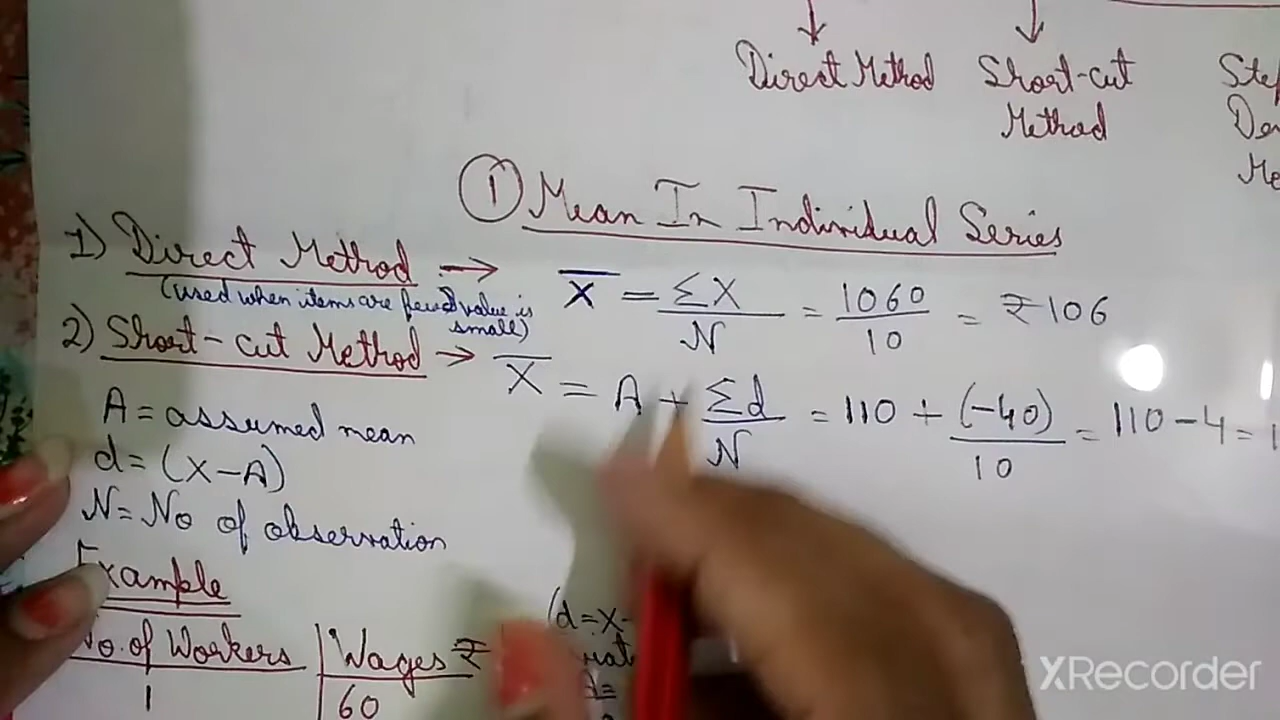 Direct Method Short-cut Method
① Mean In Individual Series
1) Direct Method → X̄ = ΣX/N = 1060/10 = ₹106
(used when items are few & value is small)
2) Short-cut Method → X̄ = A + Σd/N = 110 + (-40)/10 = 110 - 4 =
A = assumed mean
d = (X-A)
N = No of observation
Example
No. of Workers Wages ₹
1 60
(d=X-
XRecorder